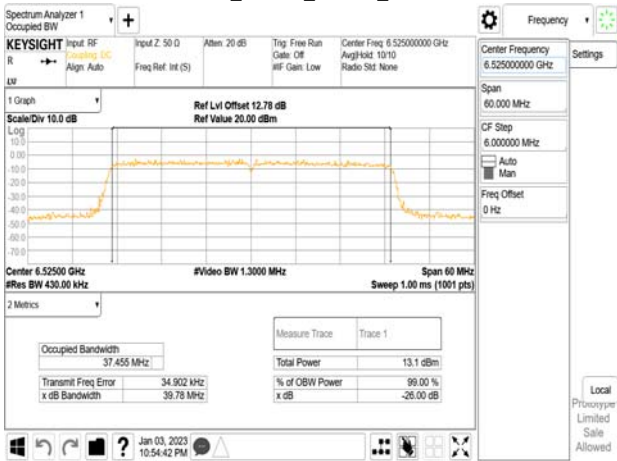 Spectrum Analyzer 1
Occupied BW
Frequency
KEYSIGHT
R
Input: RF
Coupling: DC
Align: Auto
Input Z: 50 Ω
Freq Ref: Int (S)
Atten: 20 dB
Trig: Free Run
Gate: Off
#IF Gain: Low
Center Freq: 6.525000000 GHz
Avg|Hold: 10/10
Radio Std: None
1 Graph
Scale/Div 10.0 dB
Ref Lvl Offset 12.78 dB
Ref Value 20.00 dBm
Log
10.0
0.00
-10.0
-20.0
-30.0
-40.0
-50.0
-60.0
-70.0
Center 6.52500 GHz
#Res BW 430.00 kHz
#Video BW 1.3000 MHz
Span 60 MHz
Sweep 1.00 ms (1001 pts)
2 Metrics
Measure Trace Trace 1
Occupied Bandwidth
37.455 MHz
Total Power 13.1 dBm
Transmit Freq Error 34.902 kHz
% of OBW Power 99.00 %
x dB Bandwidth 39.78 MHz
x dB -26.00 dB
Center Frequency
6.525000000 GHz
Settings
Span
60.000 MHz
CF Step
6.000000 MHz
Auto
Man
Freq Offset
0 Hz
Local
Prototype
Limited
Sale
Allowed
?
Jan 03, 2023
10:54:42 PM